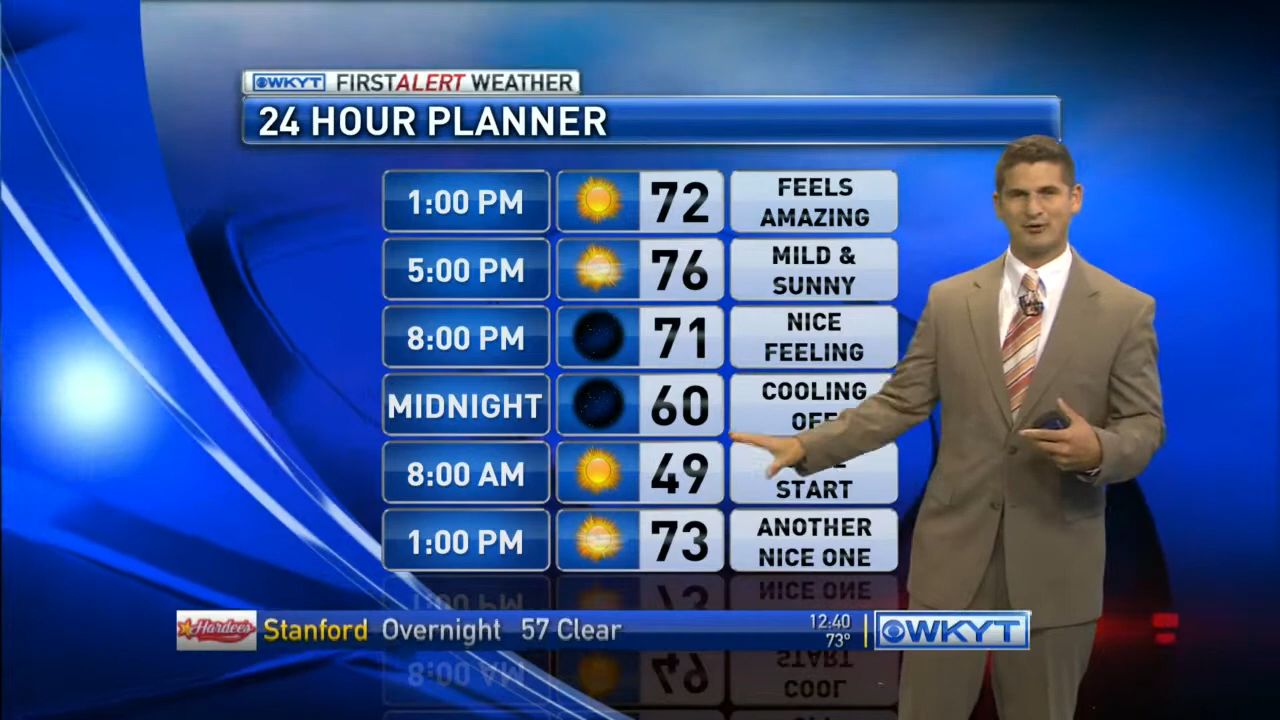 WKYT FIRSTALERT WEATHER
24 HOUR PLANNER
1:00 PM 72 FEELS
AMAZING
5:00 PM 76 MILD &
SUNNY
8:00 PM 71 NICE
FEELING
MIDNIGHT 60 COOLING
OFF
8:00 AM 49
START
1:00 PM 73 ANOTHER
NICE ONE
Hardee's Stanford Overnight 57 Clear 12:40
73° WKYT